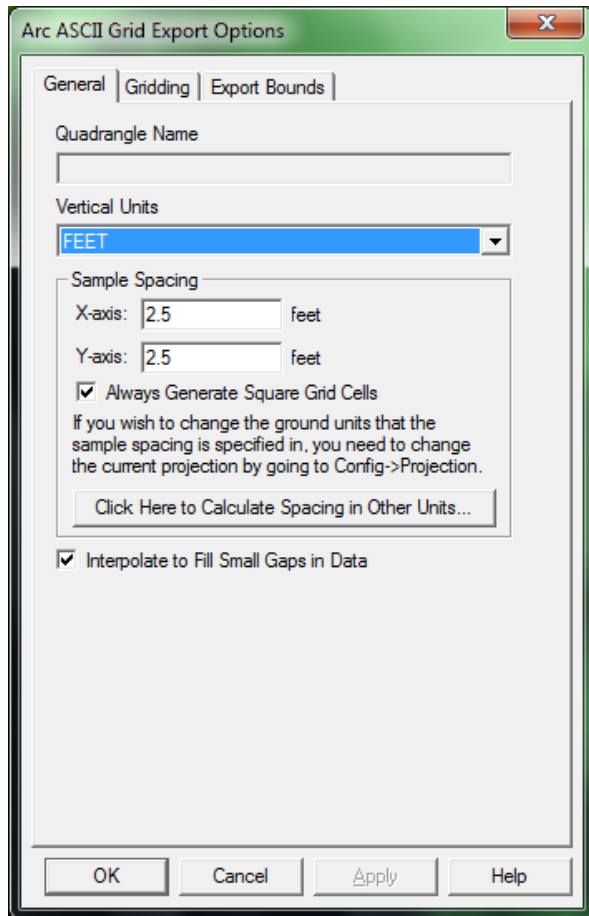 Arc ASCII Grid Export Options
General Gridding Export Bounds
Quadrangle Name
Vertical Units
FEET
Sample Spacing
X-axis: 2.5 feet
Y-axis: 2.5 feet
Always Generate Square Grid Cells
If you wish to change the ground units that the
sample spacing is specified in, you need to change
the current projection by going to Config->Projection.
Click Here to Calculate Spacing in Other Units...
Interpolate to Fill Small Gaps in Data
OK Cancel Apply Help